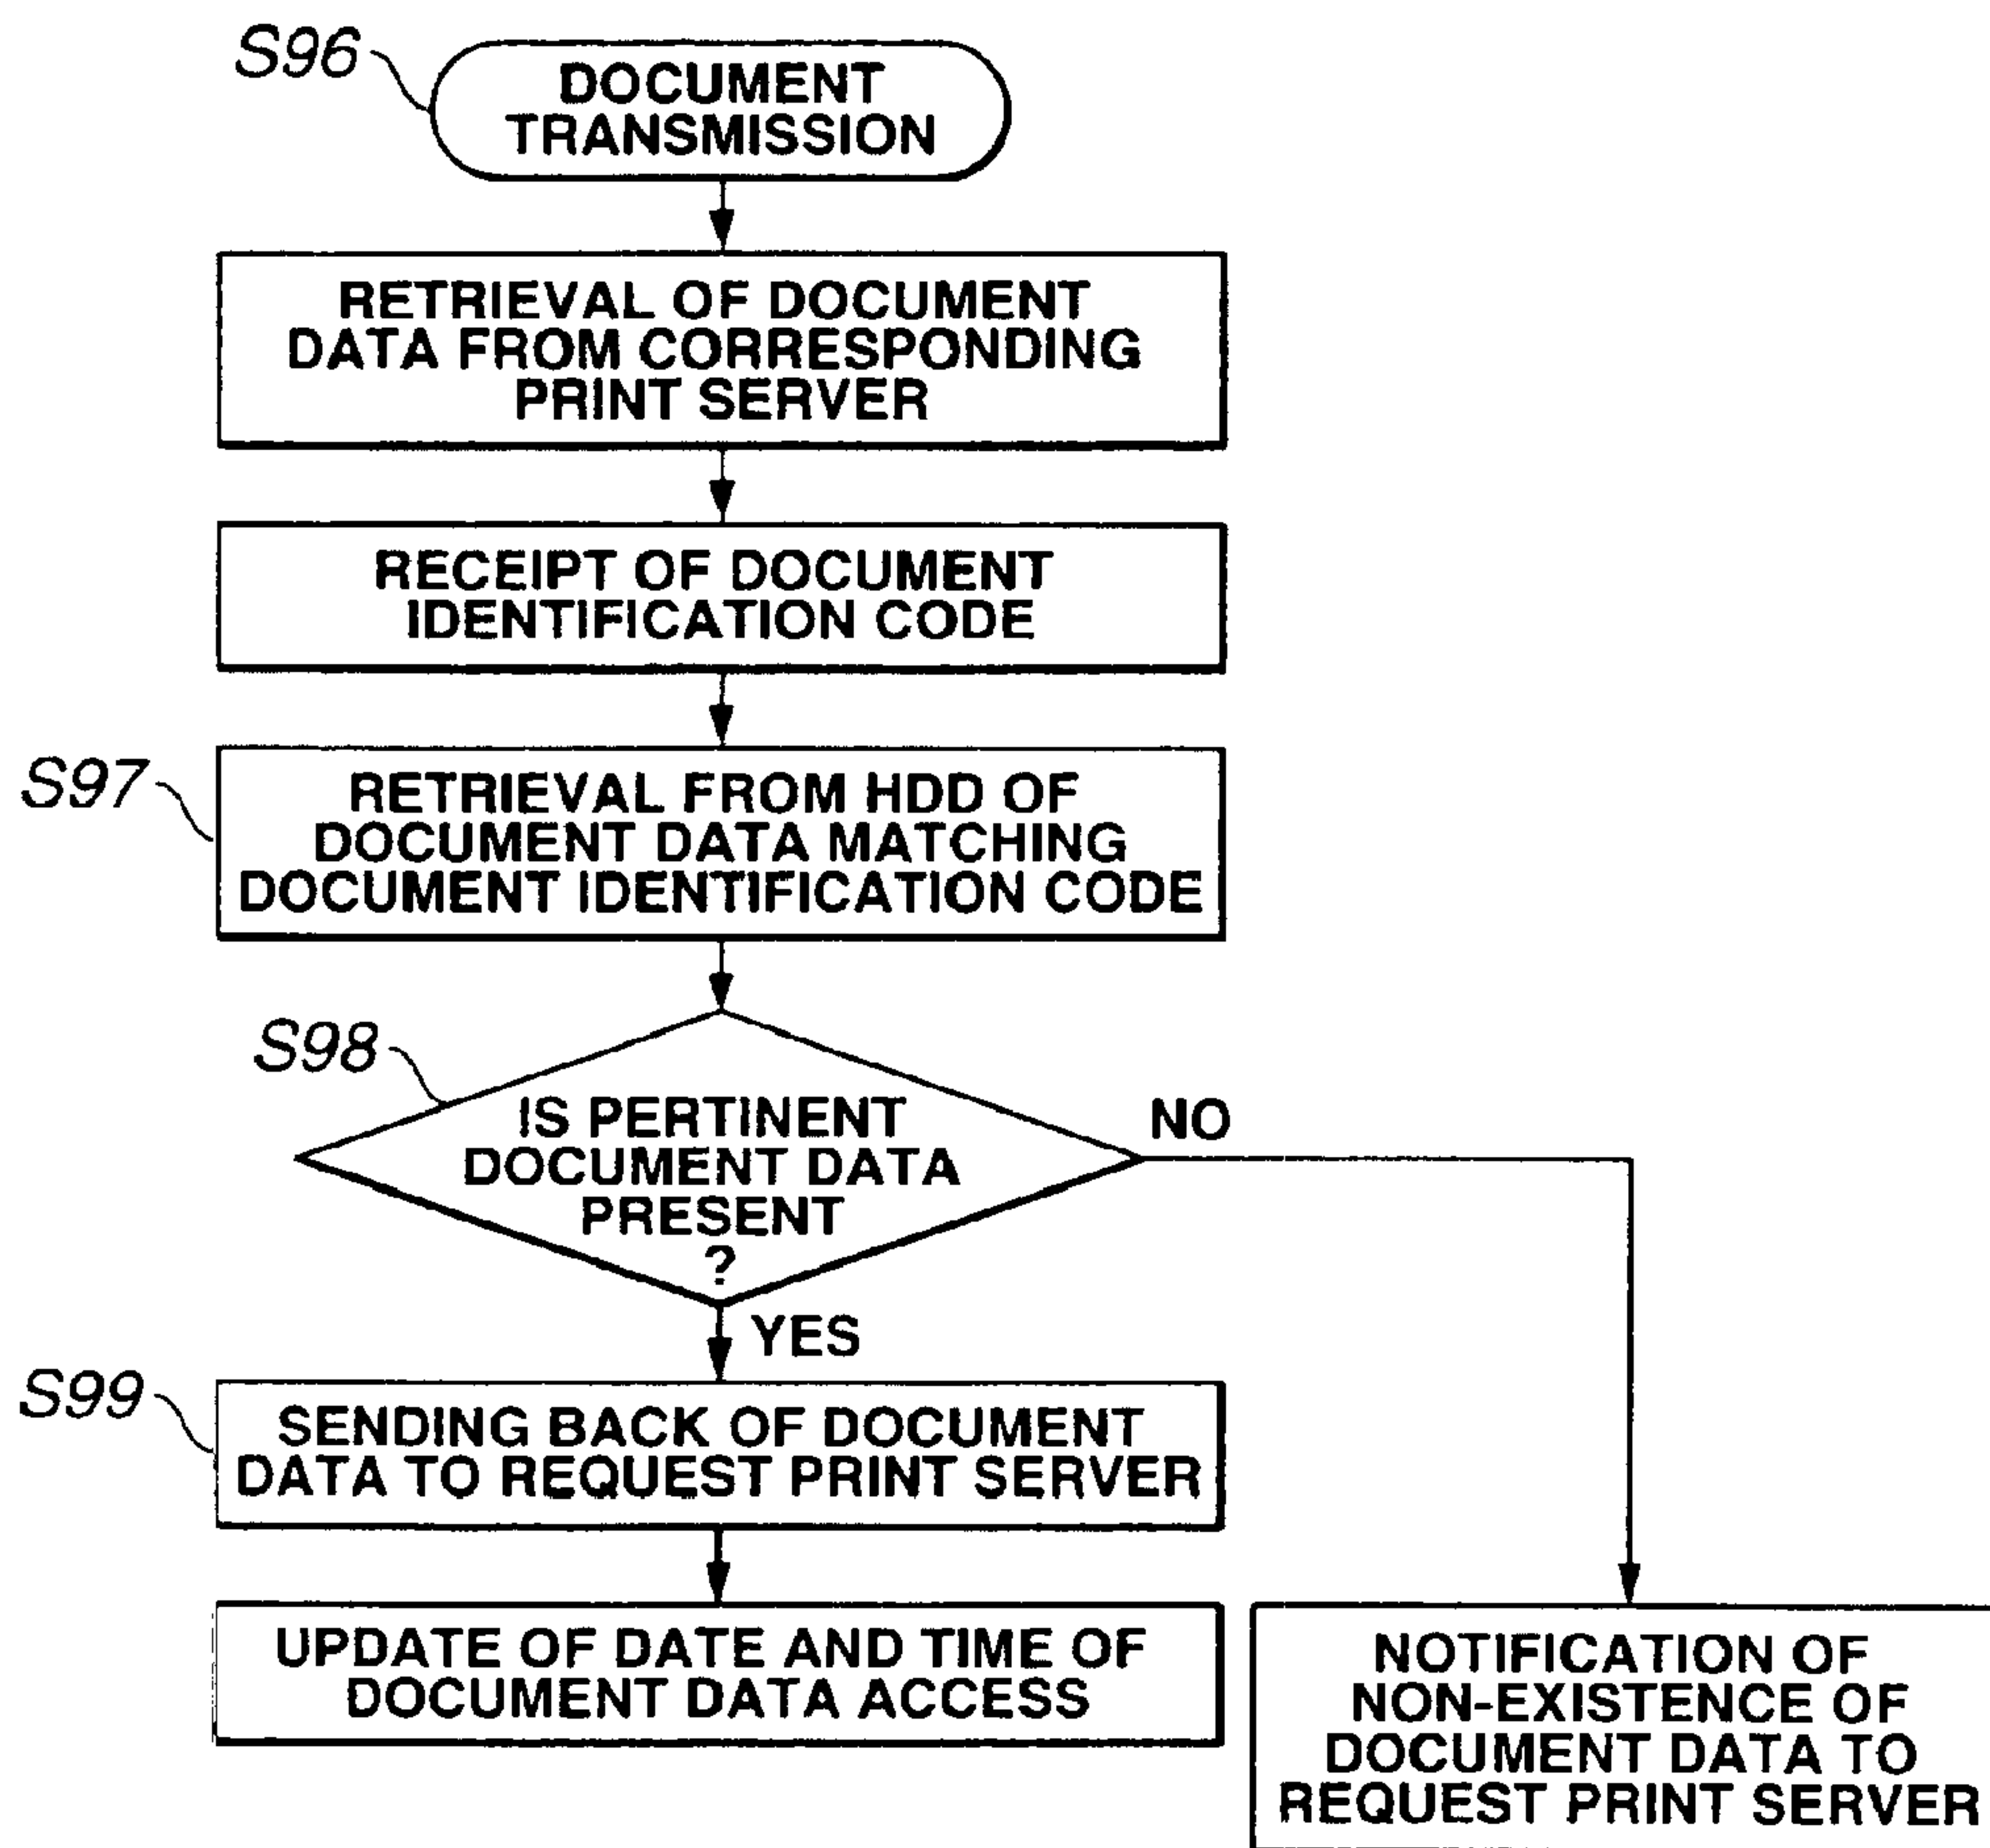 S96
DOCUMENT
TRANSMISSION
RETRIEVAL OF DOCUMENT
DATA FROM CORRESPONDING
PRINT SERVER
RECEIPT OF DOCUMENT
IDENTIFICATION CODE
S97
RETRIEVAL FROM HDD OF
DOCUMENT DATA MATCHING
DOCUMENT IDENTIFICATION CODE
S98
IS PERTINENT
DOCUMENT DATA
PRESENT
?
NO
YES
S99
SENDING BACK OF DOCUMENT
DATA TO REQUEST PRINT SERVER
UPDATE OF DATE AND TIME OF
DOCUMENT DATA ACCESS
NOTIFICATION OF
NON-EXISTENCE OF
DOCUMENT DATA TO
REQUEST PRINT SERVER